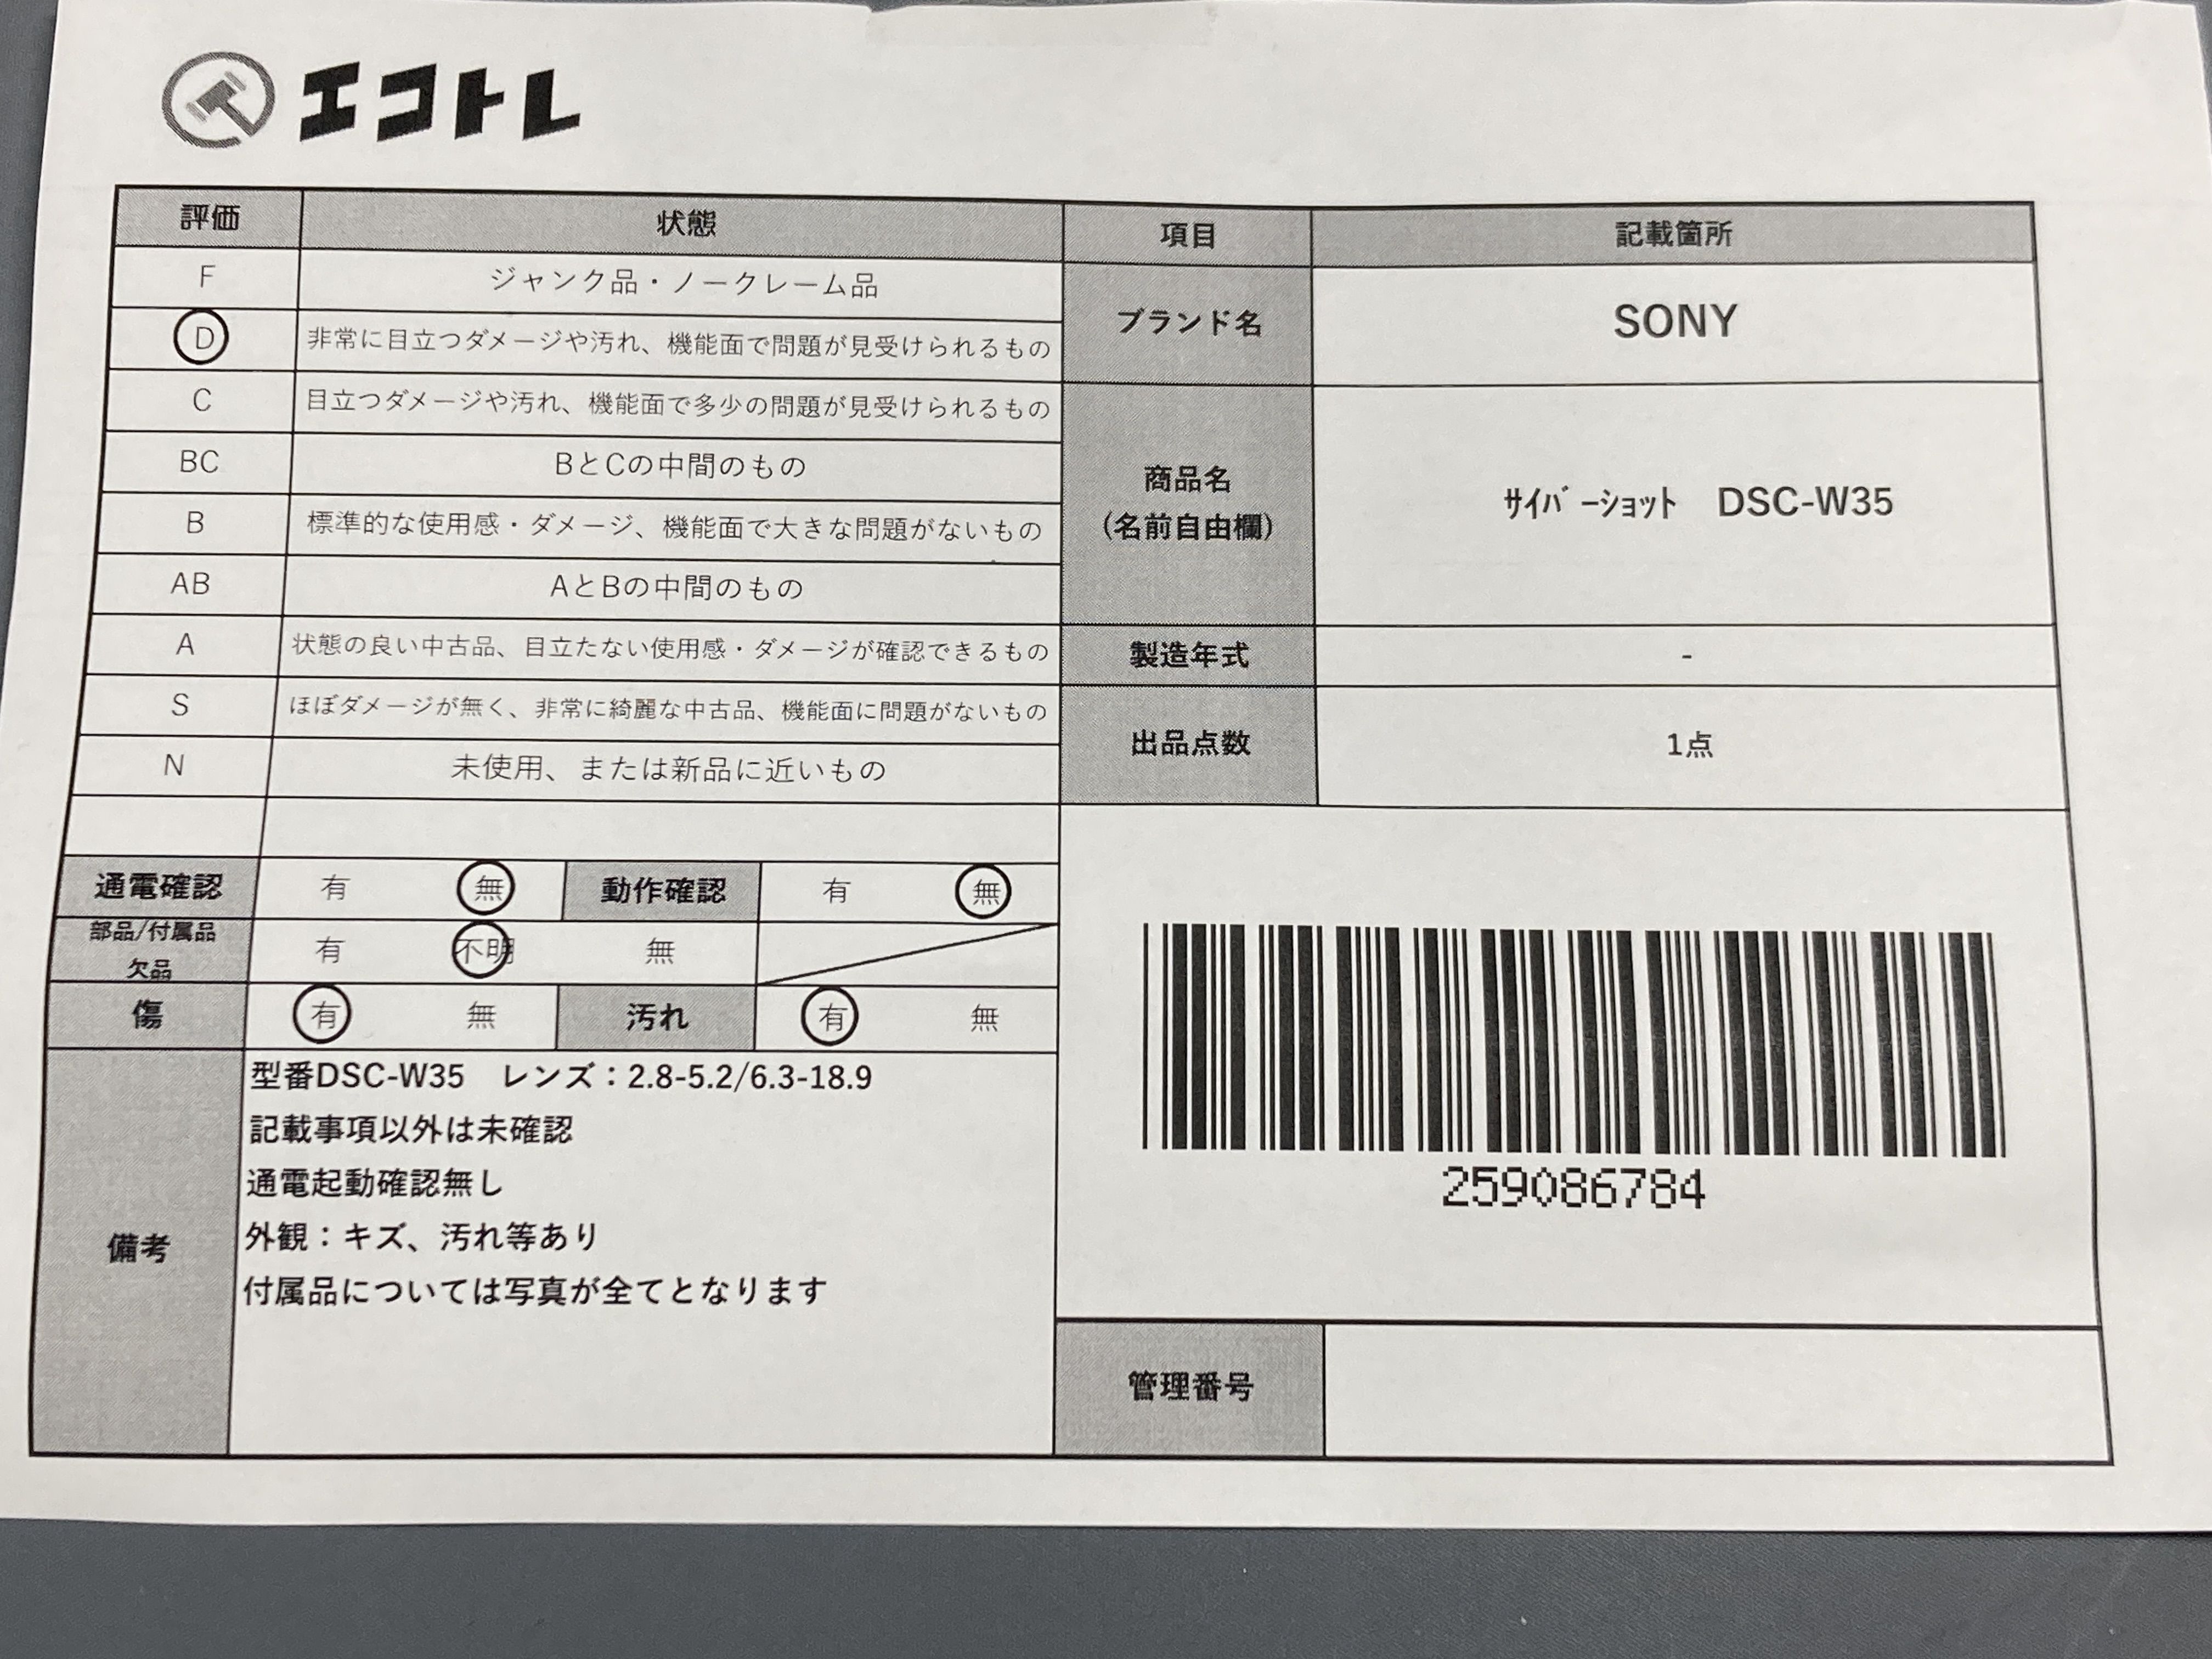 エコトレ
評価 状態 項目 記載箇所
F ジャンク品・ノークレーム品
D 非常に目立つダメージや汚れ、機能面で問題が見受けられるもの
ブランド名 SONY
C 目立つダメージや汚れ、機能面で多少の問題が見受けられるもの
BC BとCの中間のもの
B 標準的な使用感・ダメージ、機能面で大きな問題がないもの
商品名
(名前自由欄)
ｻｲﾊﾞｰｼｮｯﾄ DSC-W35
AB AとBの中間のもの
A 状態の良い中古品、目立たない使用感・ダメージが確認できるもの
製造年式 -
S ほぼダメージが無く、非常に綺麗な中古品、機能面に問題がないもの
出品点数 1点
N 未使用、または新品に近いもの
通電確認 有 無 動作確認 有 無
部品/付属品
欠品
有 不明 無
傷 有 無 汚れ 有 無
備考
型番DSC-W35 レンズ：2.8-5.2/6.3-18.9
記載事項以外は未確認
通電起動確認無し
外観：キズ、汚れ等あり
付属品については写真が全てとなります
259086784
管理番号